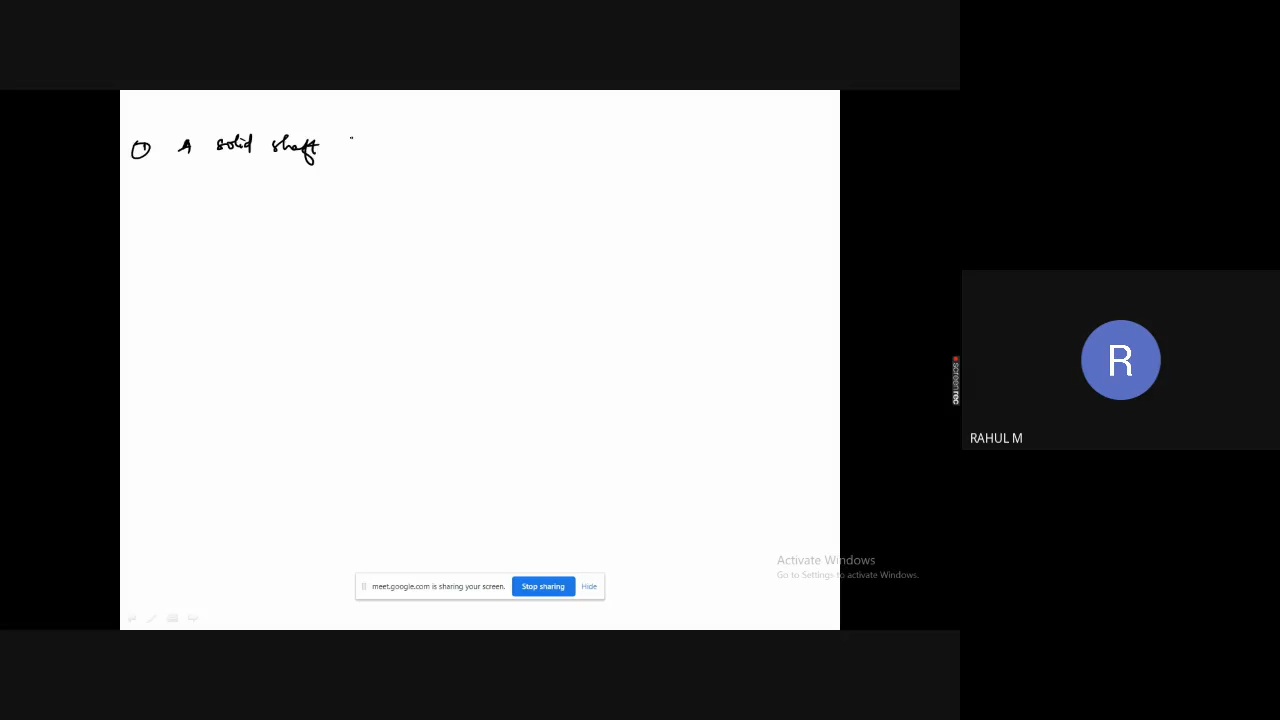 ① A solid shaft
meet.google.com is sharing your screen. Stop sharing Hide
Activate Windows
Go to Settings to activate Windows.
screenrec
R
RAHUL M